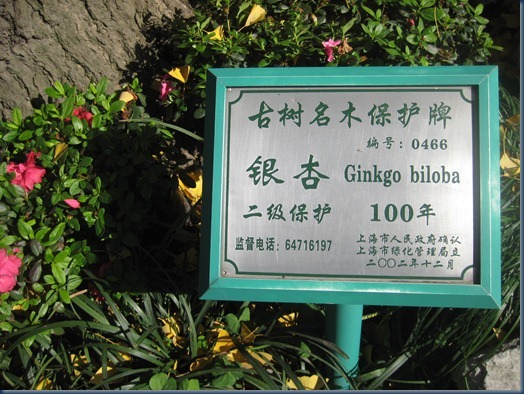 古树名木保护牌
编号：0466
银杏 Ginkgo biloba
二级保护 100年
监督电话：64716197
上海市人民政府确认
上海市绿化管理局立
二〇〇二年十二月